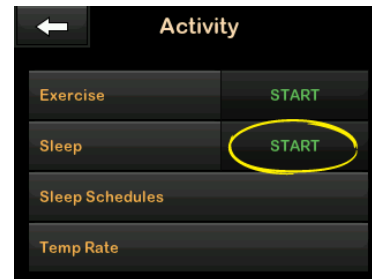 Activity
Exercise START
Sleep START
Sleep Schedules
Temp Rate